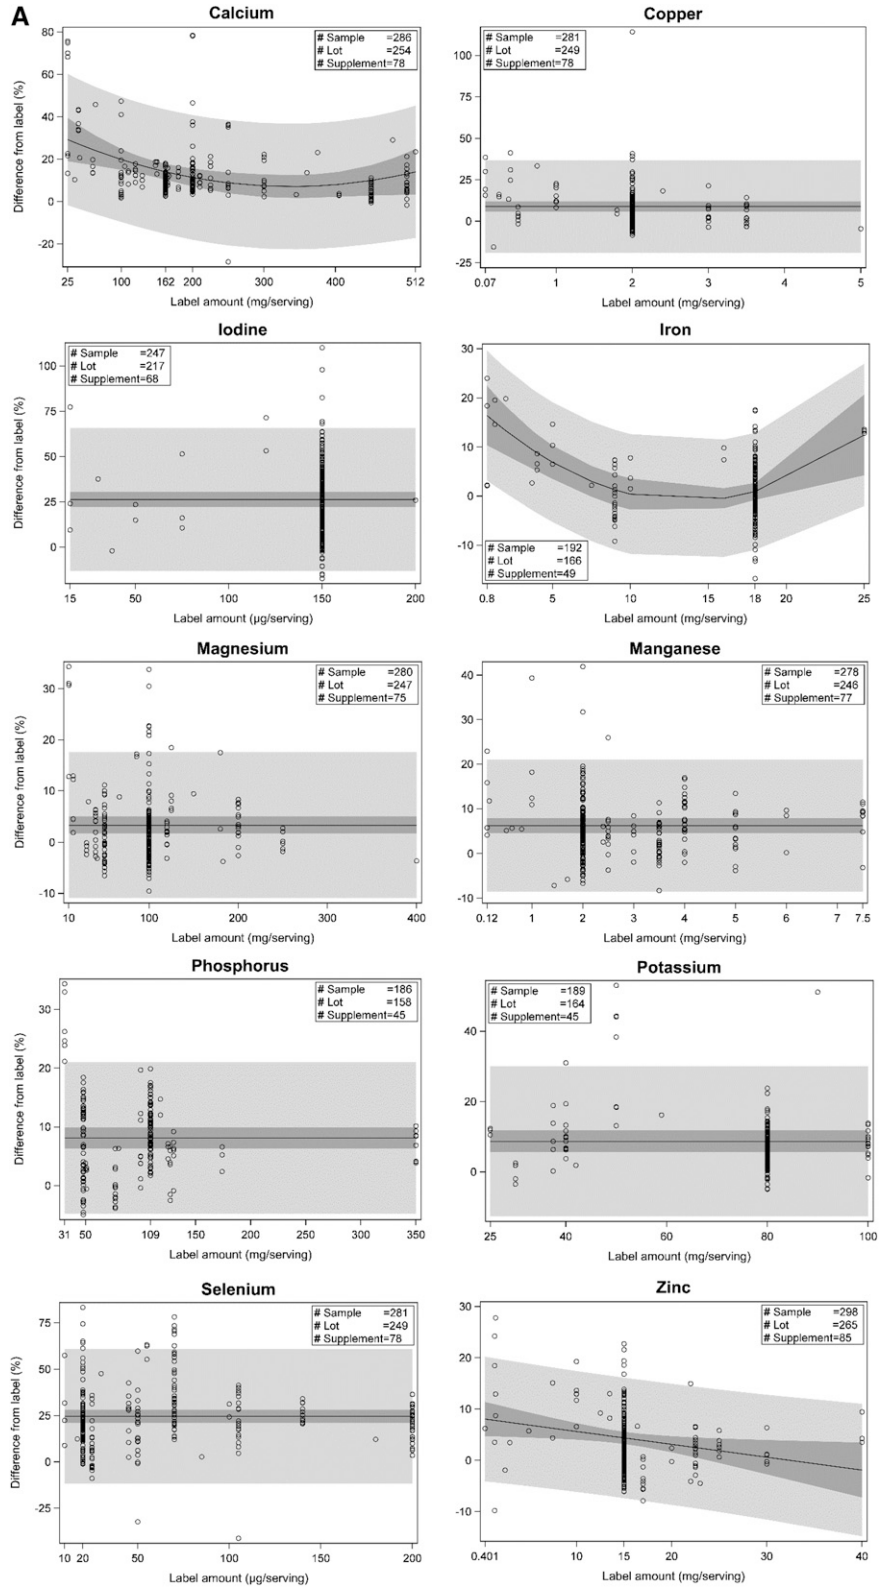 A
Calcium
# Sample =286
# Lot =254
# Supplement=78
Difference from label (%)
80
60
40
20
0
-20
25 100 162 200 300 400 512
Label amount (mg/serving)
Copper
# Sample =281
# Lot =249
# Supplement=78
100
75
50
25
0
-25
0.07 1 2 3 4 5
Label amount (mg/serving)
Iodine
# Sample =247
# Lot =217
# Supplement=68
Difference from label (%)
100
75
50
25
0
15 50 100 150 200
Label amount (µg/serving)
Iron
30
20
10
0
-10
# Sample =192
# Lot =166
# Supplement=49
0.8 5 10 15 18 20 25
Label amount (mg/serving)
Magnesium
# Sample =280
# Lot =247
# Supplement=75
Difference from label (%)
30
20
10
0
-10
10 100 200 300 400
Label amount (mg/serving)
Manganese
# Sample =278
# Lot =246
# Supplement=77
40
30
20
10
0
-10
0.12 1 2 3 4 5 6 7 7.5
Label amount (mg/serving)
Phosphorus
# Sample =186
# Lot =158
# Supplement=45
Difference from label (%)
30
20
10
0
31 50 109 150 200 250 300 350
Label amount (mg/serving)
Potassium
# Sample =189
# Lot =164
# Supplement=45
40
20
0
25 40 60 80 100
Label amount (mg/serving)
Selenium
# Sample =281
# Lot =249
# Supplement=78
Difference from label (%)
75
50
25
0
-25
10 20 50 100 150 200
Label amount (µg/serving)
Zinc
# Sample =298
# Lot =265
# Supplement=85
30
20
10
0
-10
0.401 10 15 20 30 40
Label amount (mg/serving)